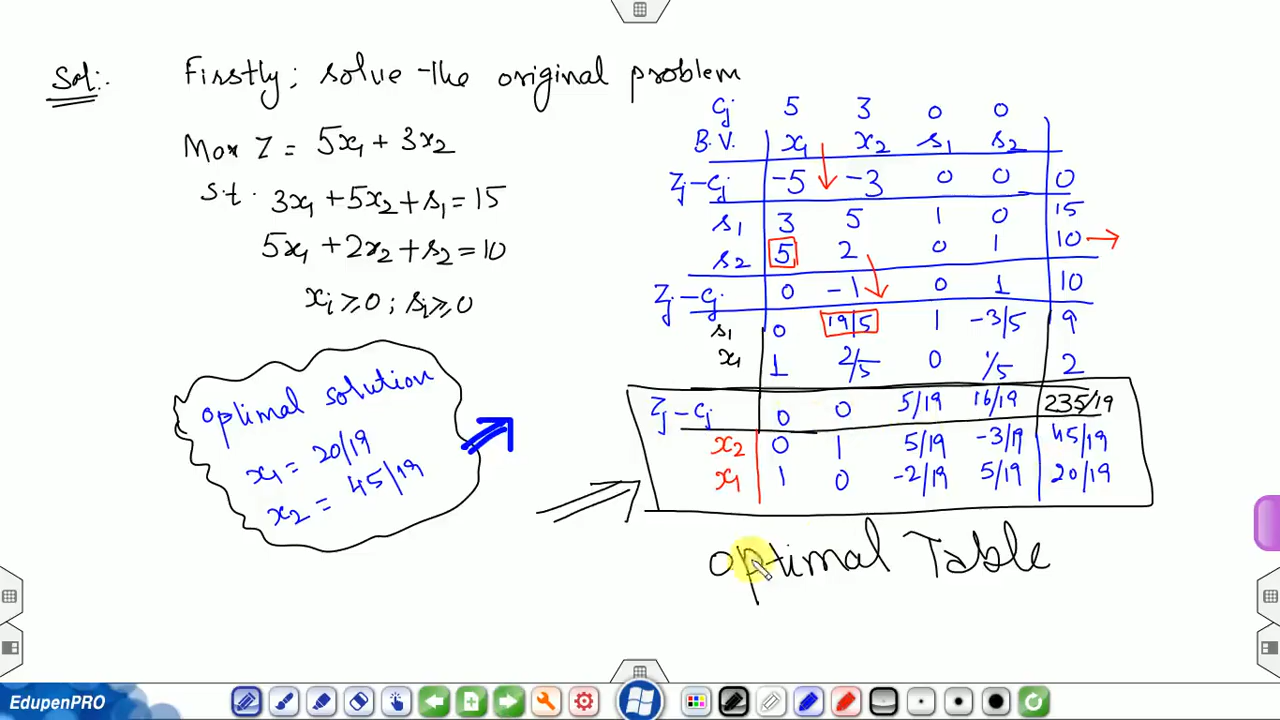 Sol:-
Firstly; solve the original problem
Max Z = 5x₁ + 3x₂
s.t. 3x₁ + 5x₂ + s₁ = 15
5x₁ + 2x₂ + s₂ = 10
xᵢ ≥ 0 ; sᵢ ≥ 0
optimal solution
x₁ = 20/19
x₂ = 45/19
Cj 5 3 0 0
B.V. x₁ x₂ s₁ s₂
Zj-Cj -5 -3 0 0 0
s₁ 3 5 1 0 15
s₂ 5 2 0 1 10
Zj-Cj 0 -1 0 1 10
s₁ 0 19/5 1 -3/5 9
x₁ 1 2/5 0 1/5 2
Zj-Cj 0 0 5/19 16/19 235/19
x₂ 0 1 5/19 -3/19 45/19
x₁ 1 0 -2/19 5/19 20/19
optimal Table
EdupenPRO